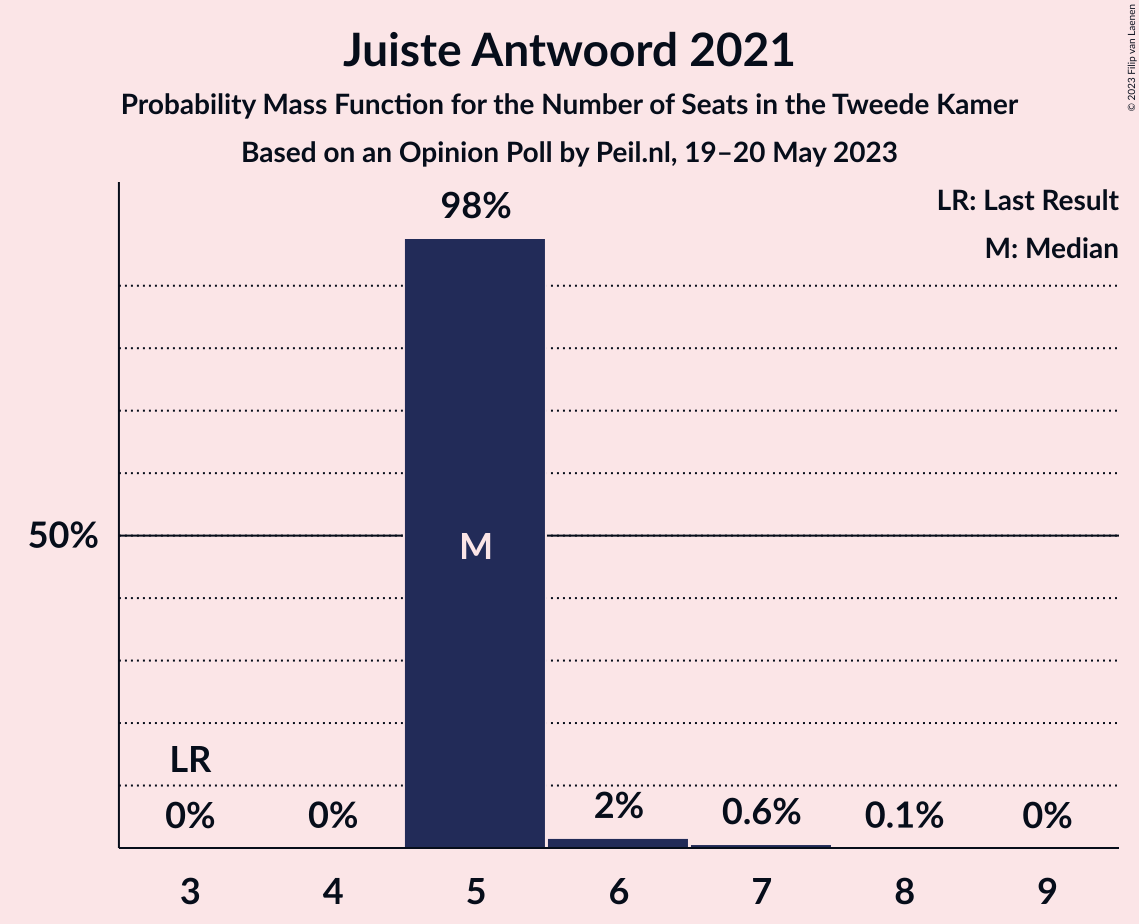 Juiste Antwoord 2021
Probability Mass Function for the Number of Seats in the Tweede Kamer
Based on an Opinion Poll by Peil.nl, 19–20 May 2023
© 2023 Filip van Laenen
LR: Last Result
M: Median
98%
50%
M
LR
0%
0%
2%
0.6%
0.1%
0%
3
4
5
6
7
8
9